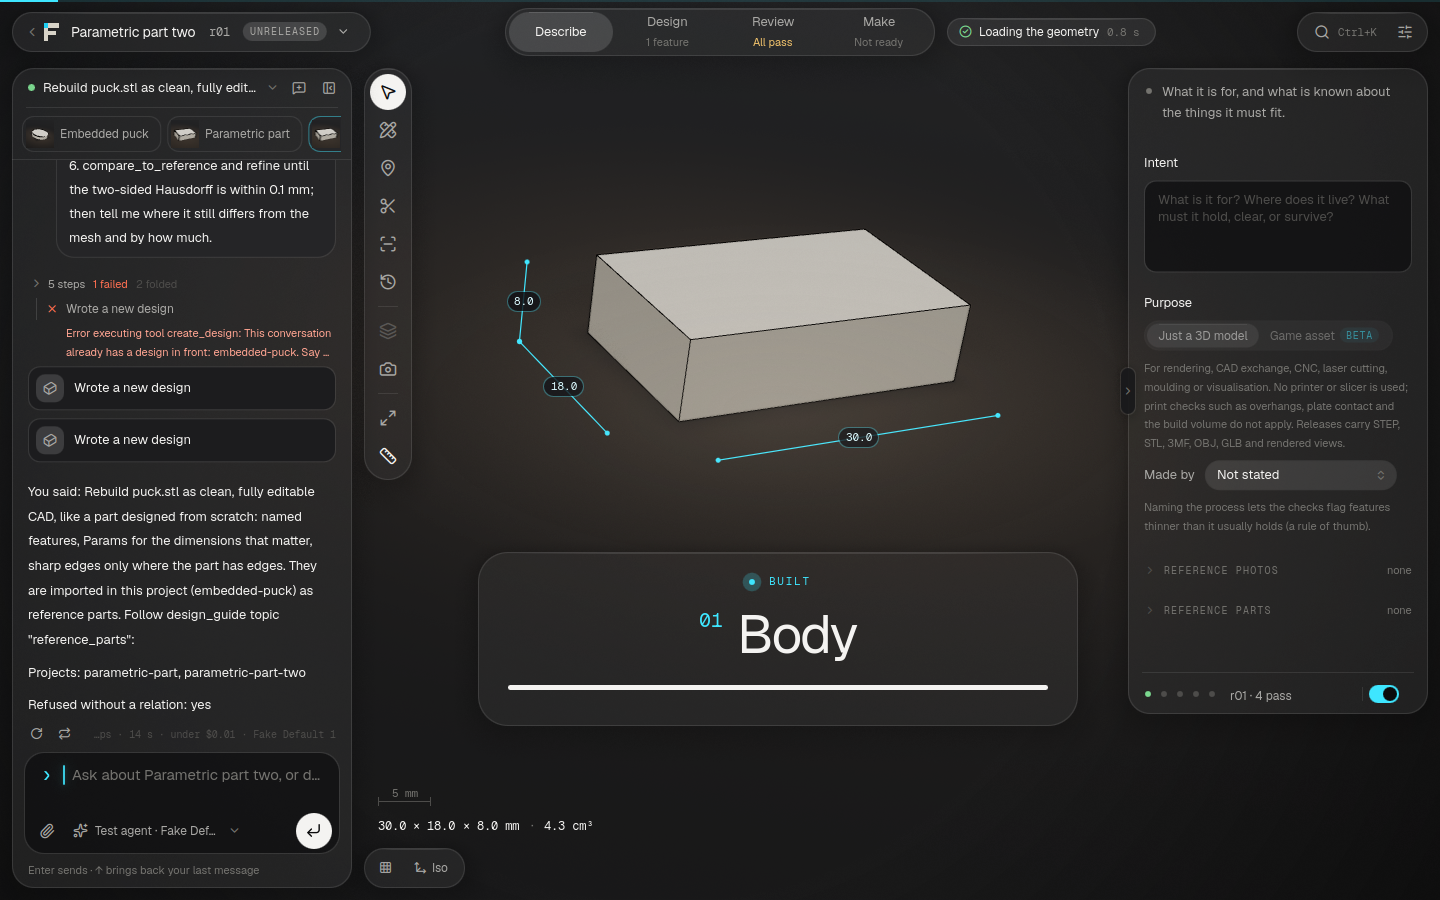 Parametric part two r01 UNRELEASED
Describe
Design
1 feature
Review
All pass
Make
Not ready
Loading the geometry 0.8 s
Ctrl+K
Rebuild puck.stl as clean, fully edit…
Embedded puck
Parametric part
6. compare_to_reference and refine until
the two-sided Hausdorff is within 0.1 mm;
then tell me where it still differs from the
mesh and by how much.
5 steps 1 failed 2 folded
Wrote a new design
Error executing tool create_design: This conversation
already has a design in front: embedded-puck. Say …
Wrote a new design
Wrote a new design
You said: Rebuild puck.stl as clean, fully editable
CAD, like a part designed from scratch: named
features, Params for the dimensions that matter,
sharp edges only where the part has edges. They
are imported in this project (embedded-puck) as
reference parts. Follow design_guide topic
"reference_parts":
Projects: parametric-part, parametric-part-two
Refused without a relation: yes
…ps · 14 s · under $0.01 · Fake Default 1
Ask about Parametric part two, or d…
Test agent · Fake Def…
Enter sends · ↑ brings back your last message
8.0
18.0
30.0
BUILT
01 Body
5 mm
30.0 × 18.0 × 8.0 mm · 4.3 cm³
Iso
What it is for, and what is known about
the things it must fit.
Intent
What is it for? Where does it live? What
must it hold, clear, or survive?
Purpose
Just a 3D model
Game asset BETA
For rendering, CAD exchange, CNC, laser cutting,
moulding or visualisation. No printer or slicer is used;
print checks such as overhangs, plate contact and
the build volume do not apply. Releases carry STEP,
STL, 3MF, OBJ, GLB and rendered views.
Made by Not stated
Naming the process lets the checks flag features
thinner than it usually holds (a rule of thumb).
REFERENCE PHOTOS none
REFERENCE PARTS none
r01 · 4 pass